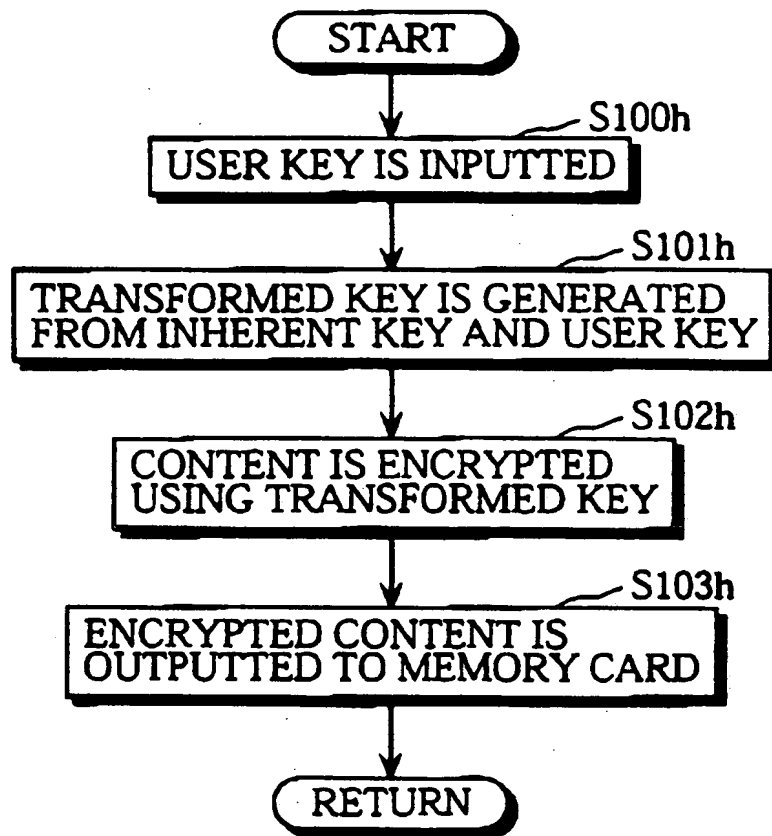 START
S100h
USER KEY IS INPUTTED
S101h
TRANSFORMED KEY IS GENERATED
FROM INHERENT KEY AND USER KEY
S102h
CONTENT IS ENCRYPTED
USING TRANSFORMED KEY
S103h
ENCRYPTED CONTENT IS
OUTPUTTED TO MEMORY CARD
RETURN